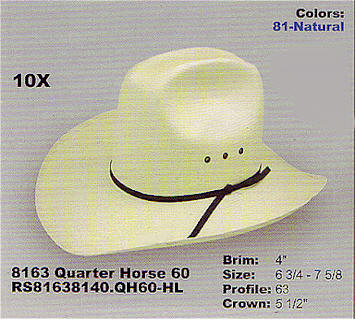 Colors:
81-Natural
10X
8163 Quarter Horse 60
RS81638140.QH60-HL
Brim: 4"
Size: 6 3/4 - 7 5/8
Profile: 63
Crown: 5 1/2"